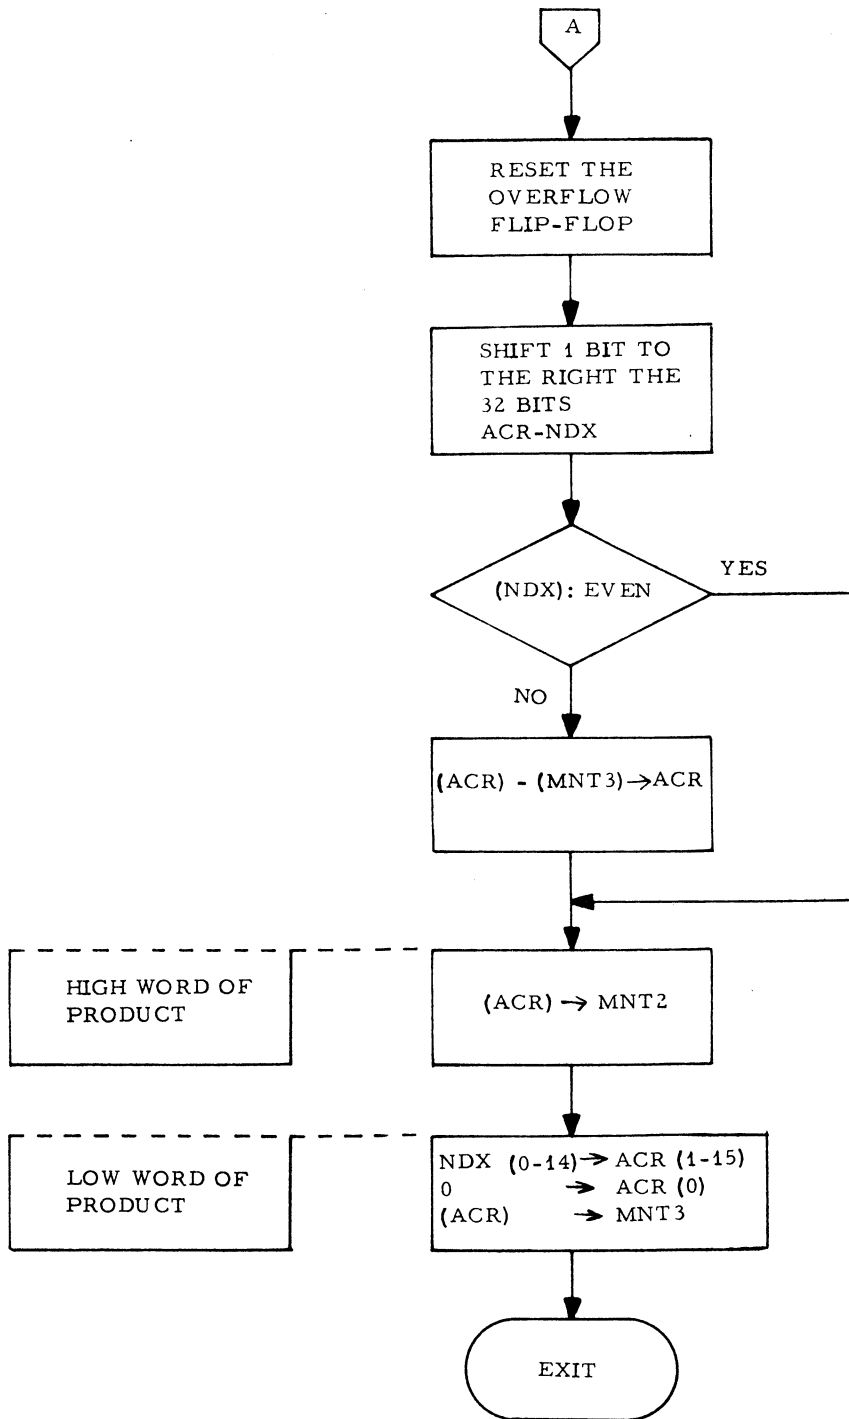 A
RESET THE
OVERFLOW
FLIP-FLOP
SHIFT 1 BIT TO
THE RIGHT THE
32 BITS
ACR-NDX
(NDX): EVEN
YES
NO
(ACR) - (MNT3)→ACR
HIGH WORD OF
PRODUCT
(ACR) → MNT2
LOW WORD OF
PRODUCT
NDX (0-14)→ ACR (1-15)
0 → ACR (0)
(ACR) → MNT3
EXIT